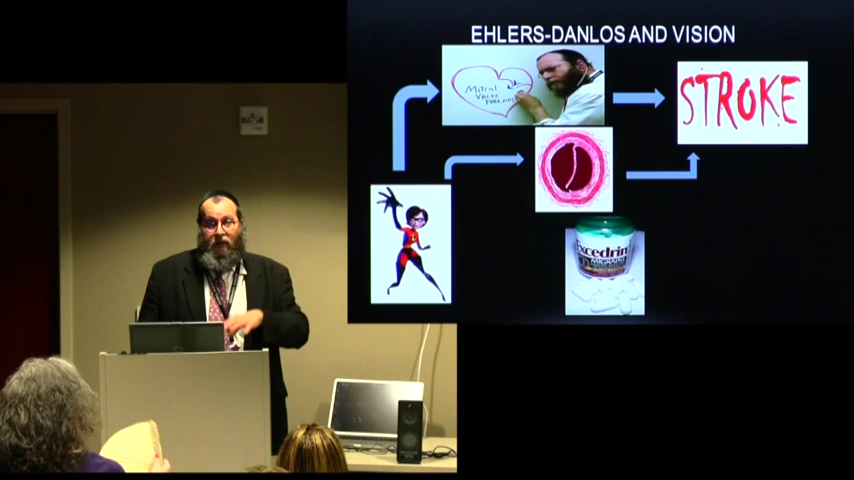 EHLERS-DANLOS AND VISION
Mitral
Valve
STROKE
Excedrin
MIGRAINE